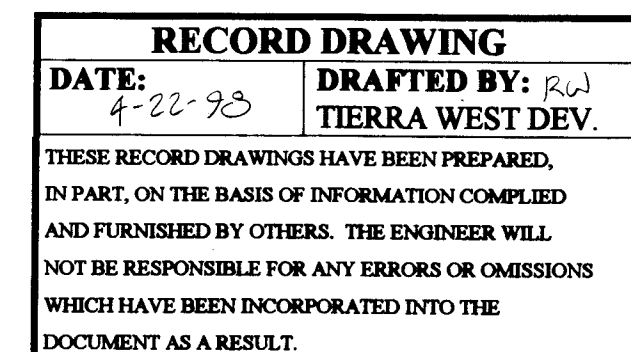 RECORD DRAWING
DATE: DRAFTED BY: RW
4-22-98 TIERRA WEST DEV.
THESE RECORD DRAWINGS HAVE BEEN PREPARED,
IN PART, ON THE BASIS OF INFORMATION COMPLIED
AND FURNISHED BY OTHERS. THE ENGINEER WILL
NOT BE RESPONSIBLE FOR ANY ERRORS OR OMISSIONS
WHICH HAVE BEEN INCORPORATED INTO THE
DOCUMENT AS A RESULT.